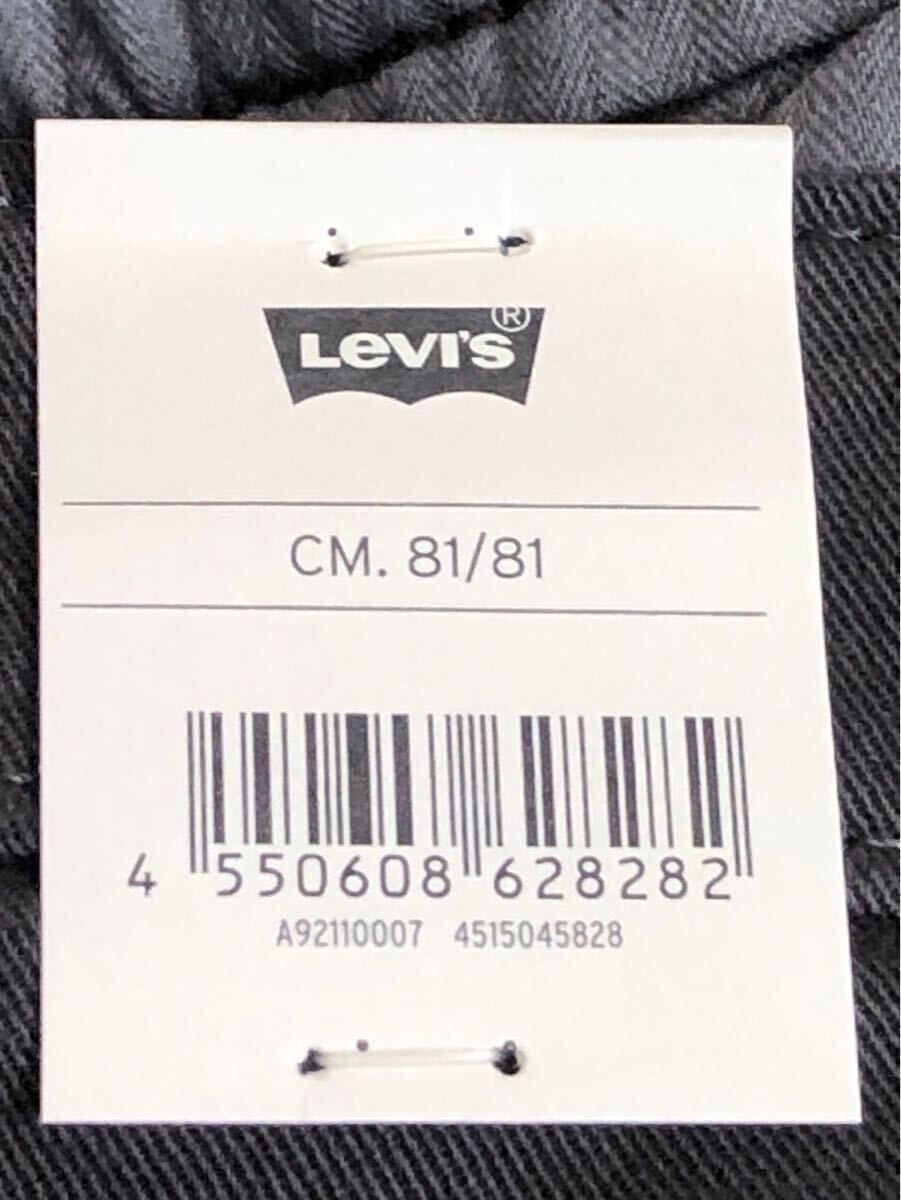 LEVI'S®
CM. 81/81
4 550608 628282
A92110007 4515045828